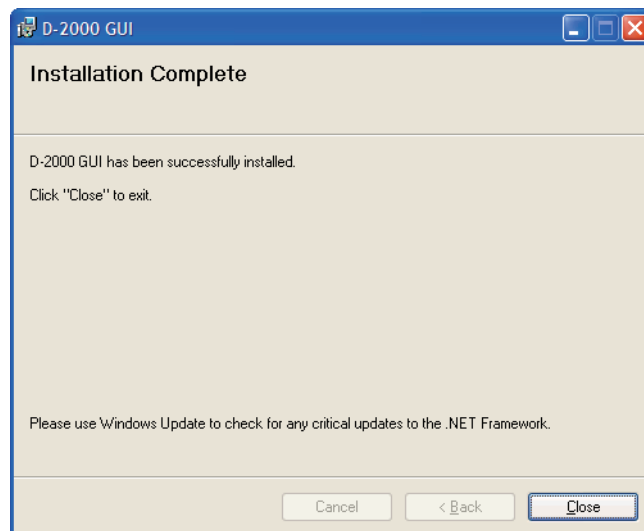 D-2000 GUI
Installation Complete
D-2000 GUI has been successfully installed.
Click "Close" to exit.
Please use Windows Update to check for any critical updates to the .NET Framework.
Cancel
< Back
Close